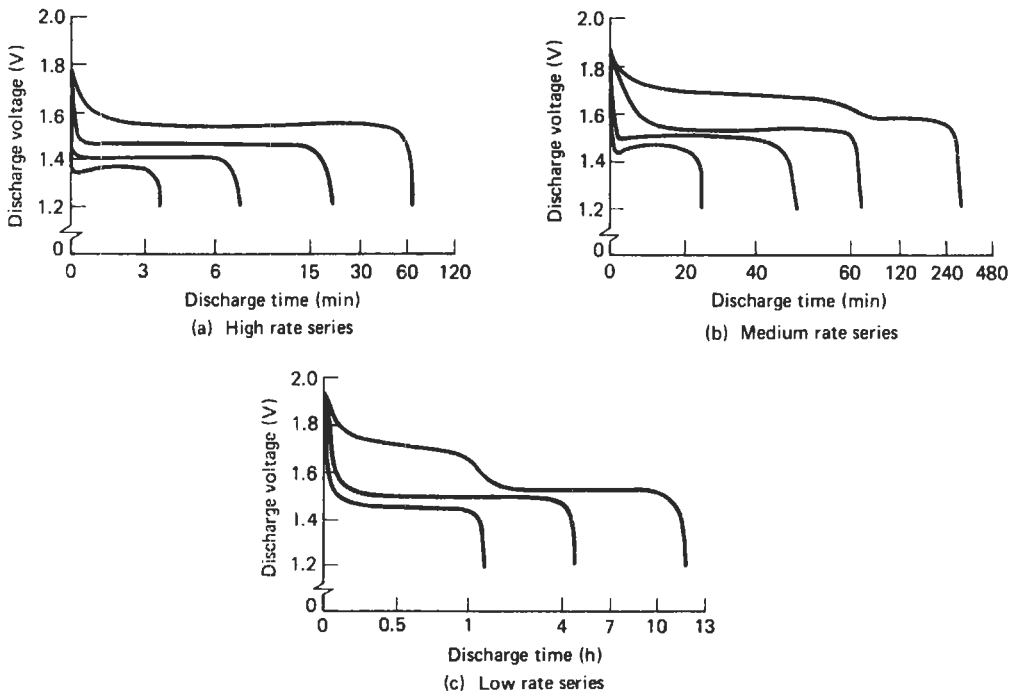 Discharge voltage (V)
2.0
1.8
1.6
1.4
1.2
0
0 3 6 15 30 60 120
Discharge time (min)
(a) High rate series
Discharge voltage (V)
2.0
1.8
1.6
1.4
1.2
0
0 20 40 60 120 240 480
Discharge time (min)
(b) Medium rate series
Discharge voltage (V)
2.0
1.8
1.6
1.4
1.2
0
0 0.5 1 4 7 10 13
Discharge time (h)
(c) Low rate series